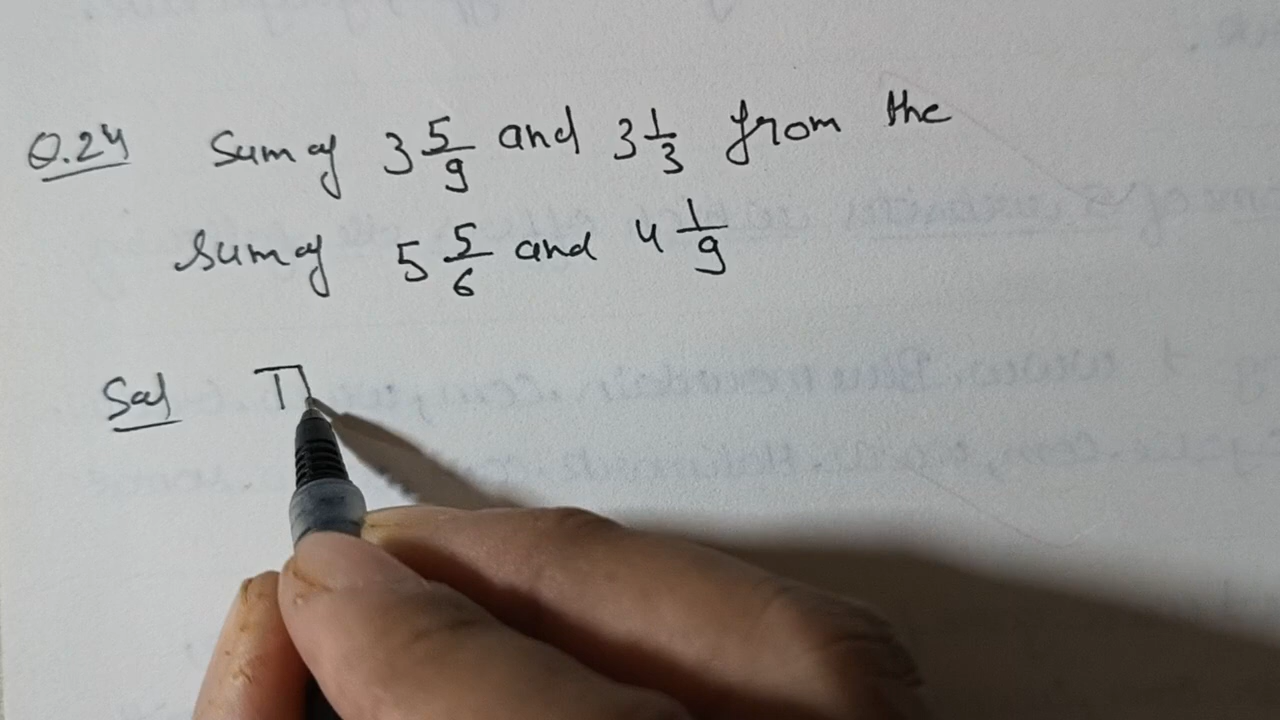 Q.24 Sum of 3 5/9 and 3 1/3 from the
sum of 5 5/6 and 4 1/9
Sol T